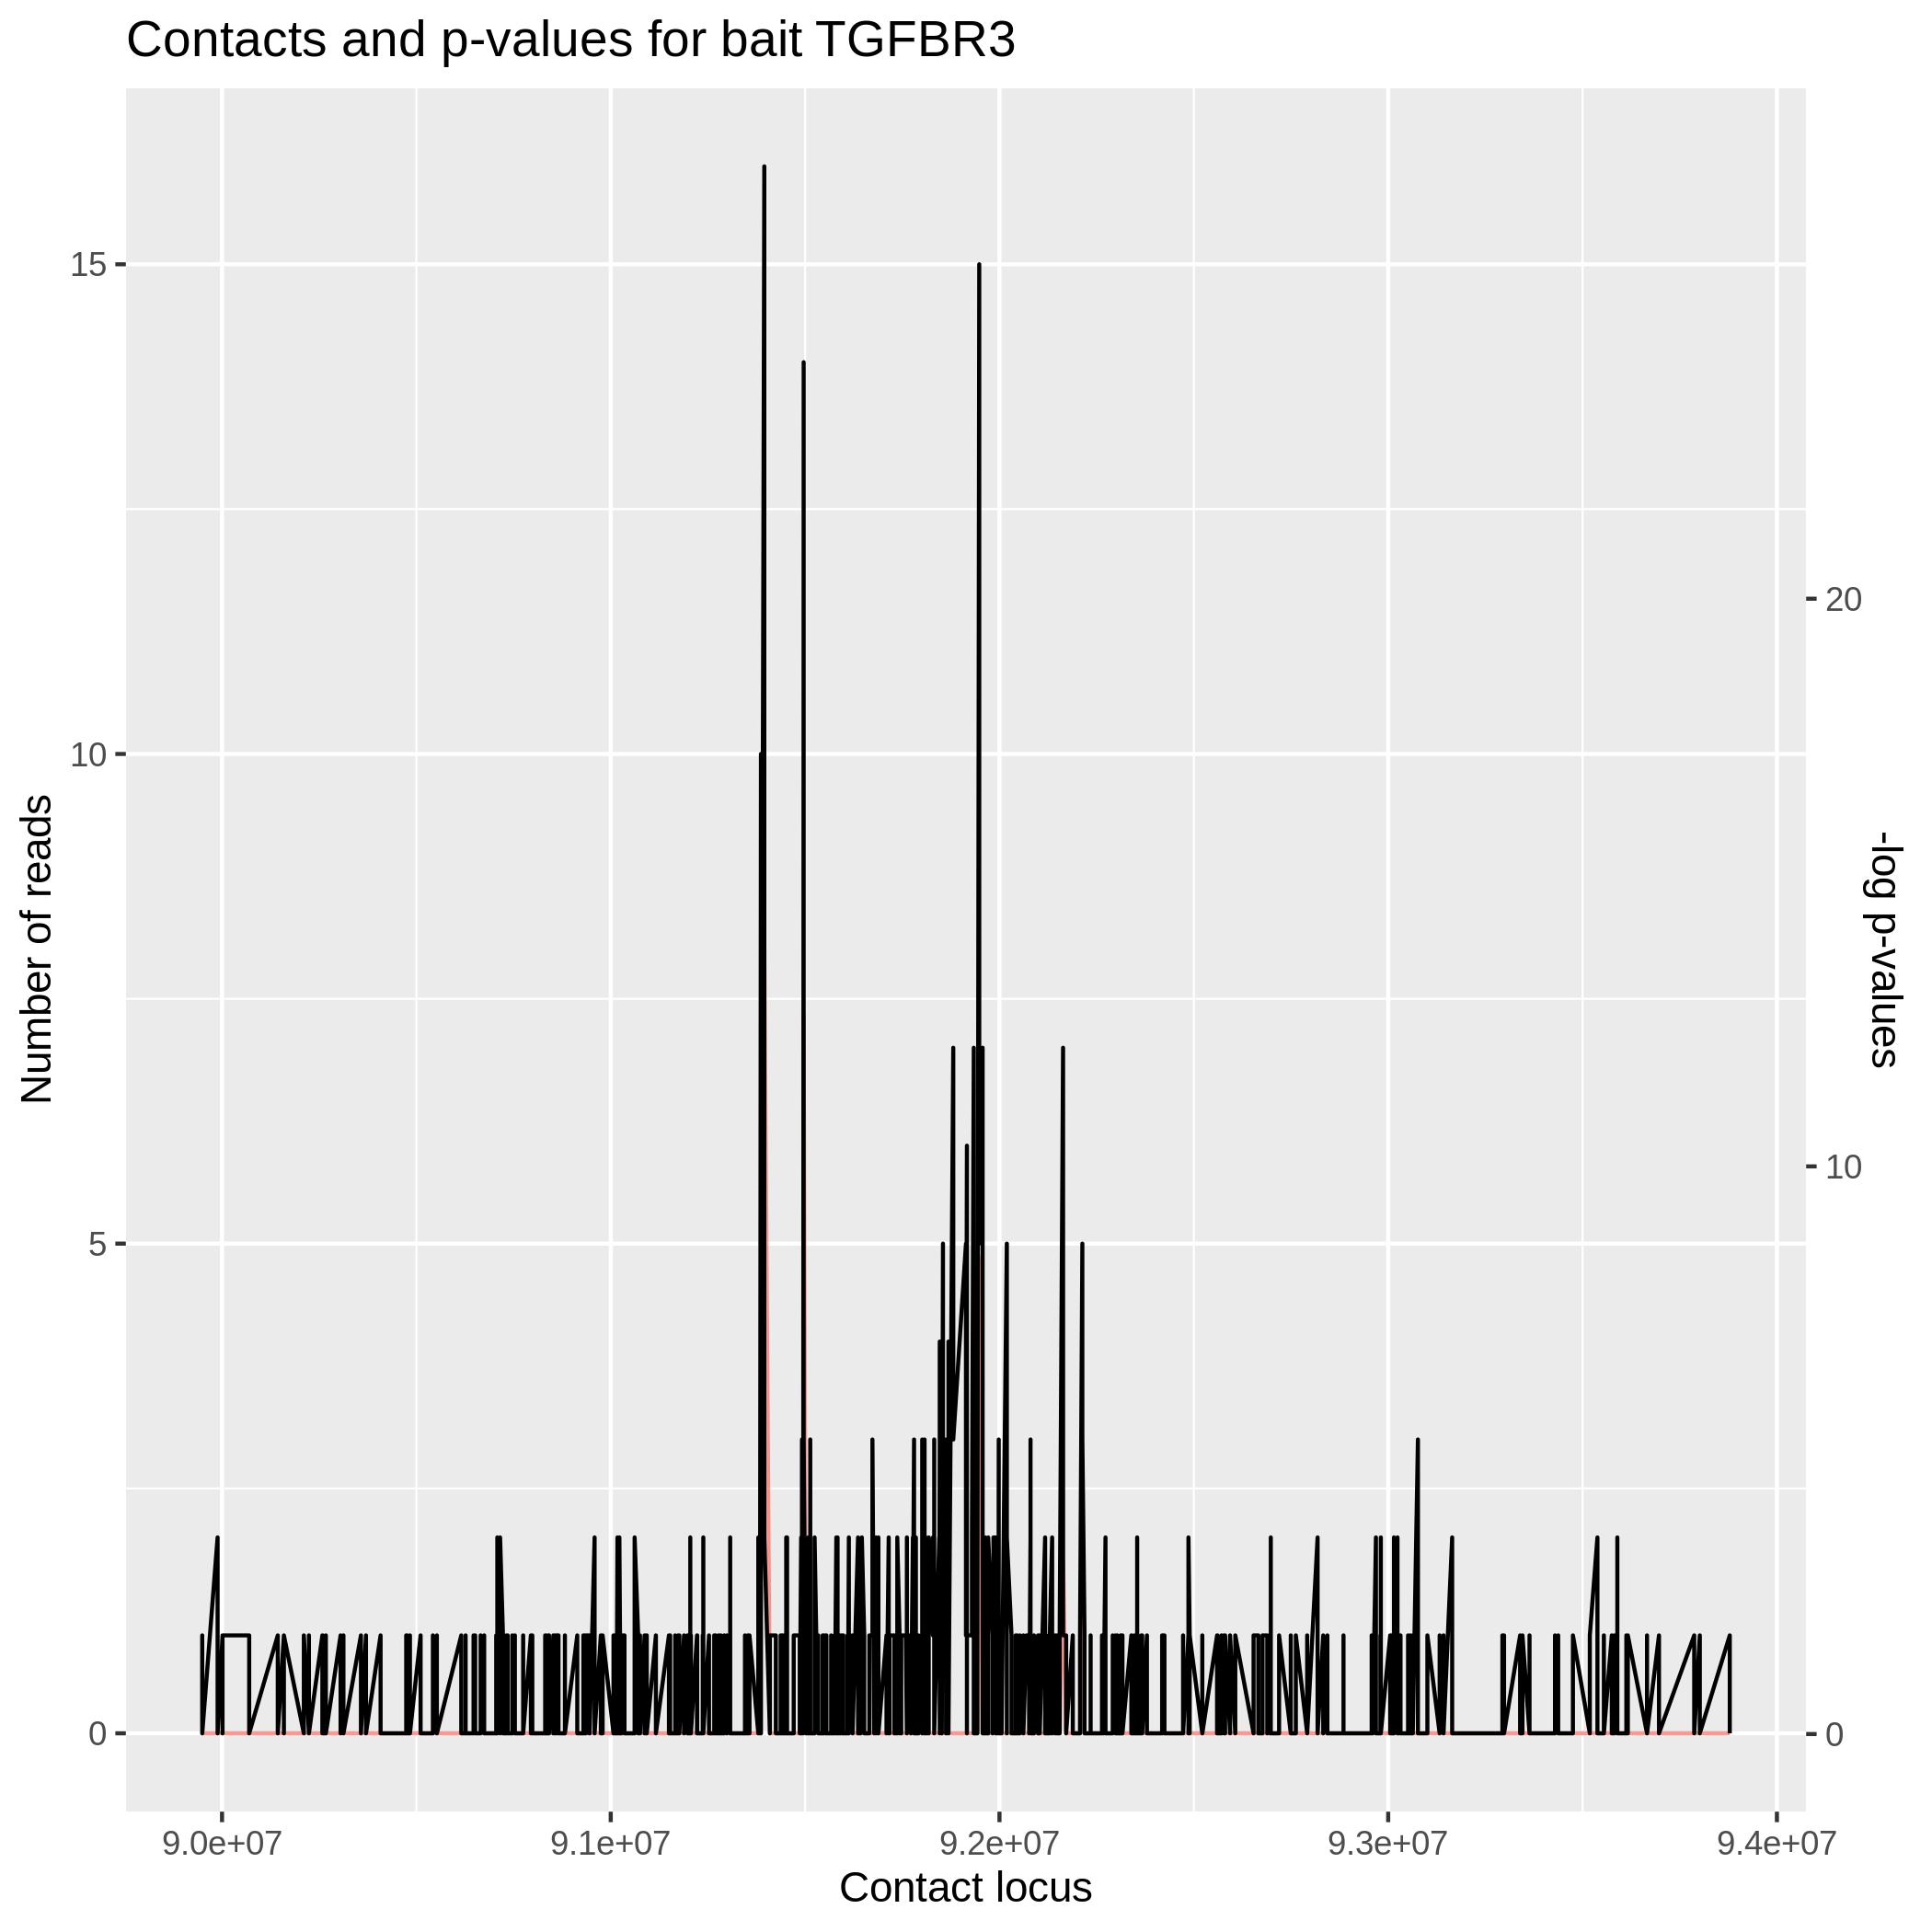 Contacts and p-values for bait TGFBR3
15
10
5
0
Number of reads
20
10
0
-log p-values
9.0e+07 9.1e+07 9.2e+07 9.3e+07 9.4e+07
Contact locus